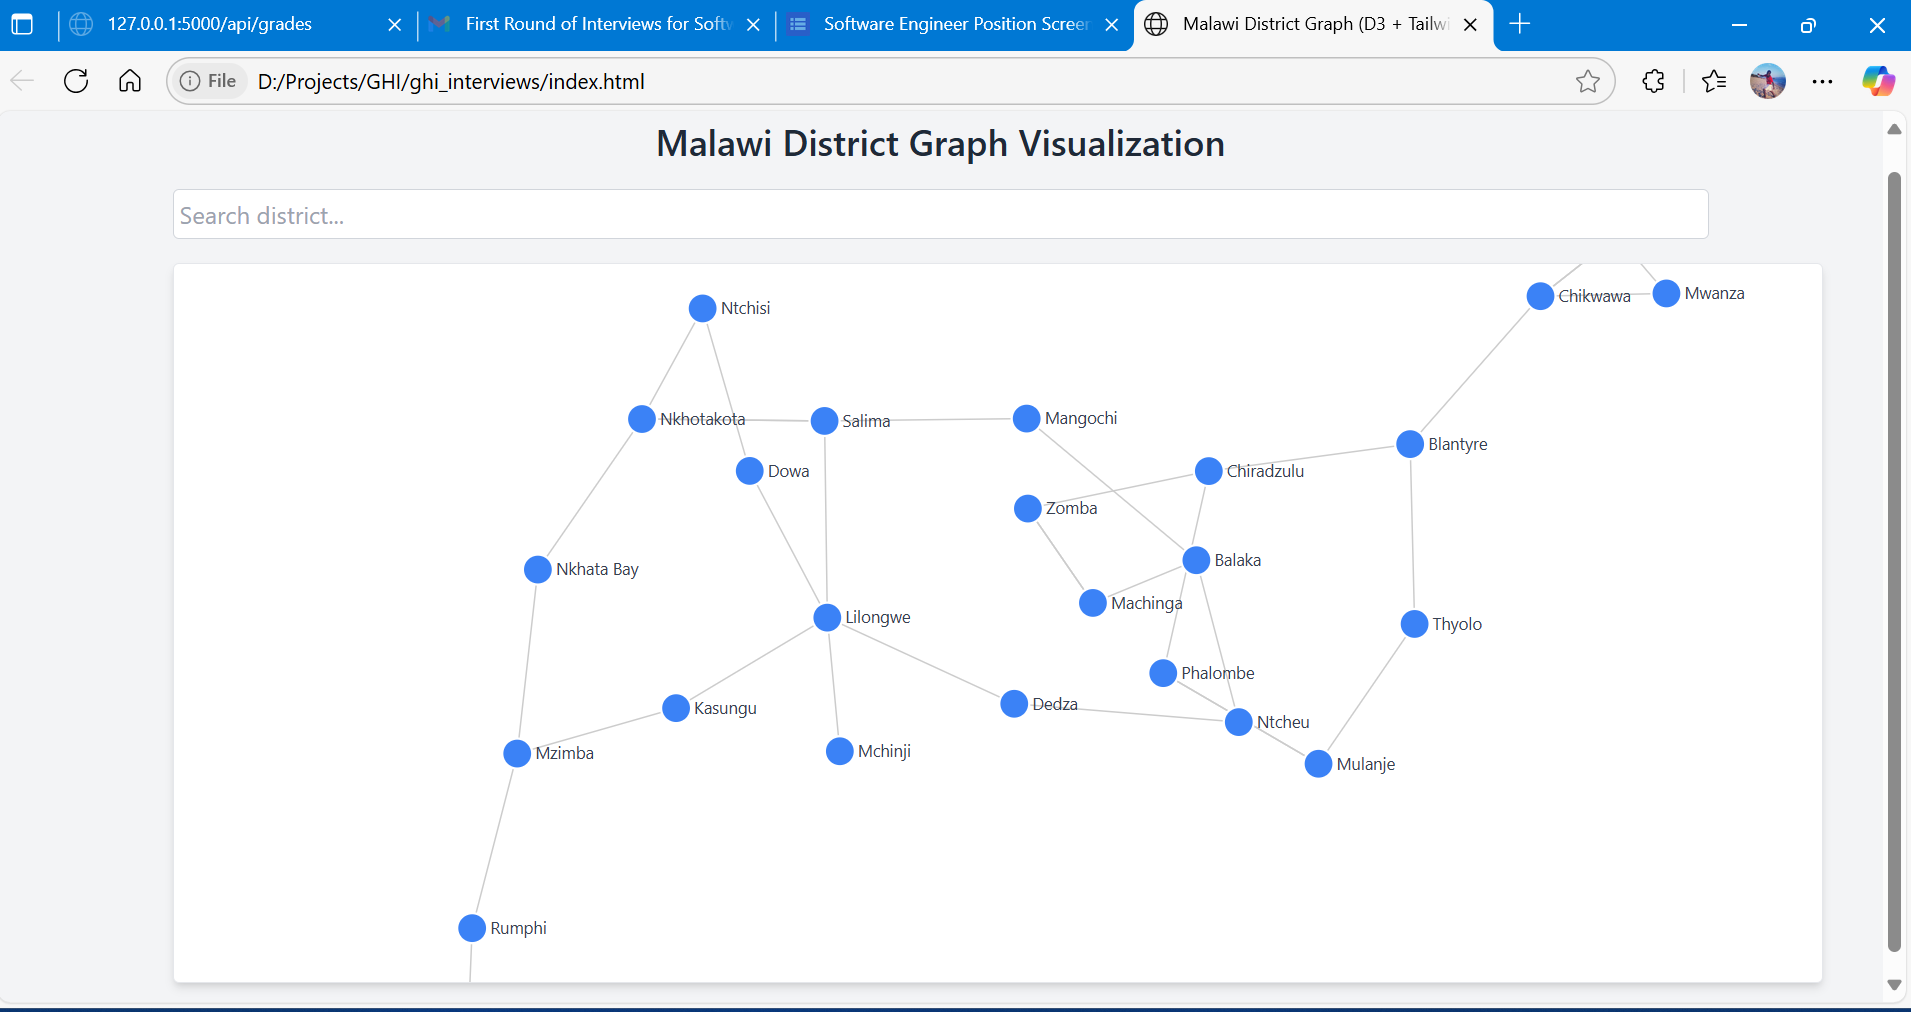 127.0.0.1:5000/api/grades
First Round of Interviews for Softw
Software Engineer Position Screen
Malawi District Graph (D3 + Tailwi
File
D:/Projects/GHI/ghi_interviews/index.html
Malawi District Graph Visualization
Search district...
Chikwawa
Mwanza
Ntchisi
Nkhotakota
Salima
Mangochi
Blantyre
Dowa
Chiradzulu
Zomba
Balaka
Nkhata Bay
Machinga
Lilongwe
Thyolo
Phalombe
Dedza
Kasungu
Ntcheu
Mzimba
Mchinji
Mulanje
Rumphi